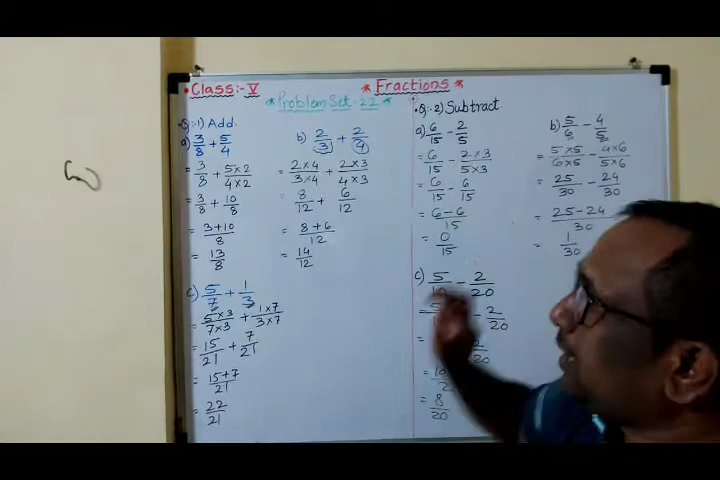 • Class:- V
* Fractions *
* Problem Set 22 *
• Q:-1) Add.
a) 3/8 + 5/4
= 3/8 + 5×2/4×2
= 3/8 + 10/8
= 3+10/8
= 13/8
b) 2/3 + 2/4
= 2×4/3×4 + 2×3/4×3
8/12 + 6/12
= 8+6/12
= 14/12
c) 5/7 + 1/3
= 5×3/7×3 + 1×7/3×7
= 15/21 + 7/21
= 15+7/21
= 22/21
• Q:-2) Subtract
a) 6/15 - 2/5
= 6/15 - 2×3/5×3
= 6/15 - 6/15
= 6-6/15
= 0/15
b) 5/6 - 4/5
= 5×5/6×5 - 4×6/5×6
= 25/30 - 24/30
= 25-24/30
= 1/30
c) 5/10 - 2/20
= 5 - 2/20
= /20
= 10/2
= 8/20